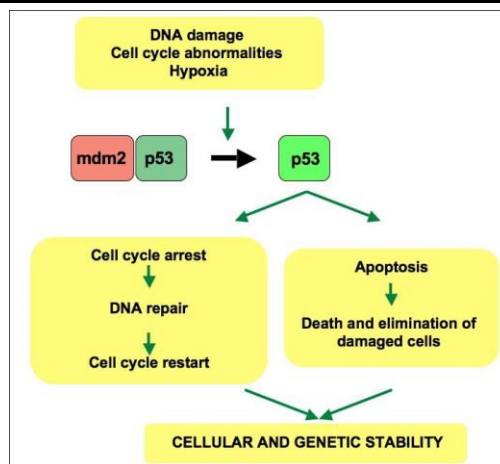 DNA damage
Cell cycle abnormalities
Hypoxia
mdm2 p53 p53
Cell cycle arrest
DNA repair
Cell cycle restart
Apoptosis
Death and elimination of
damaged cells
CELLULAR AND GENETIC STABILITY